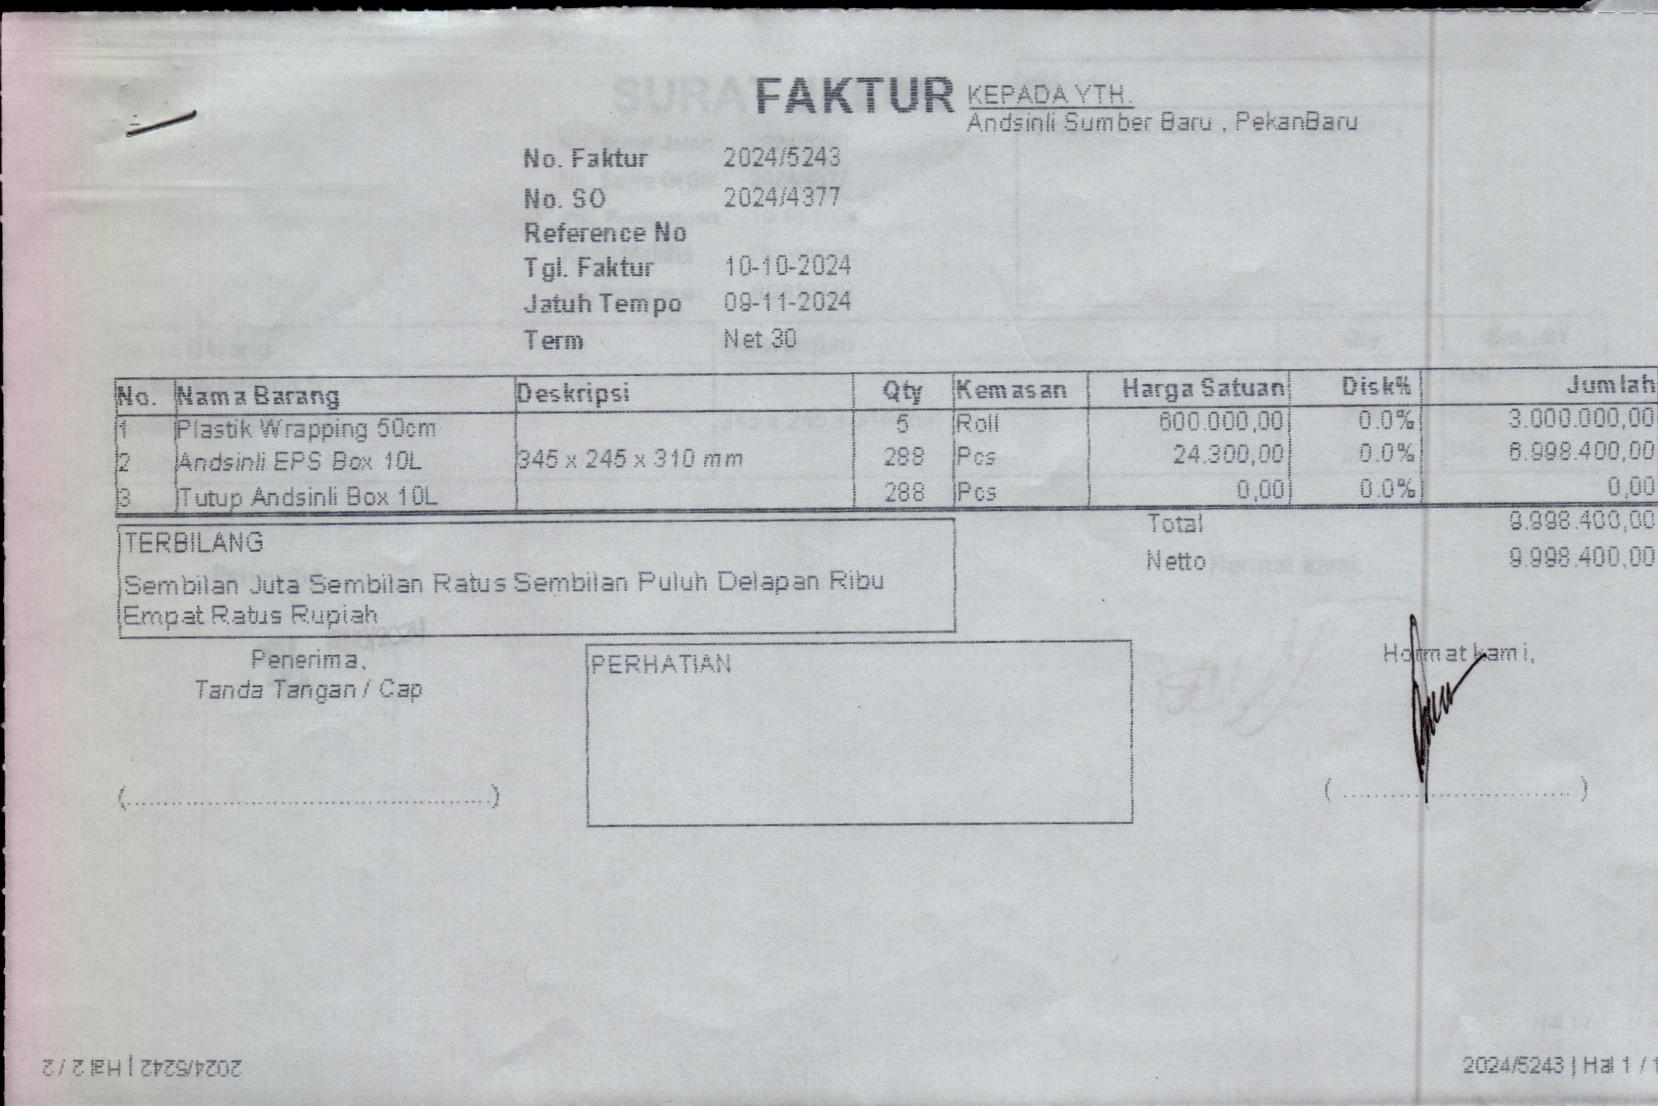 FAKTUR
KEPADA YTH.
Andsinli Sumber Baru , PekanBaru
No. Faktur 2024/5243
No. SO 2024/4377
Reference No
Tgl. Faktur 10-10-2024
Jatuh Tempo 09-11-2024
Term Net 30
No. Nama Barang Deskripsi Qty Kemasan Harga Satuan Disk% Jumlah
1 Plastik Wrapping 50cm 5 Roll 600.000,00 0.0% 3.000.000,00
2 Andsinli EPS Box 10L 345 x 245 x 310 mm 288 Pcs 24.300,00 0.0% 6.998.400,00
3 Tutup Andsinli Box 10L 288 Pcs 0,00 0.0% 0,00
Total 9.998.400,00
Netto 9.998.400,00
TERBILANG
Sembilan Juta Sembilan Ratus Sembilan Puluh Delapan Ribu
Empat Ratus Rupiah
Penerima,
Tanda Tangan / Cap
PERHATIAN
Hormat kami,
(...............................................)
( .............................. )
2024/5242 | Hal 2 / 2
2024/5243 | Hal 1 / 1